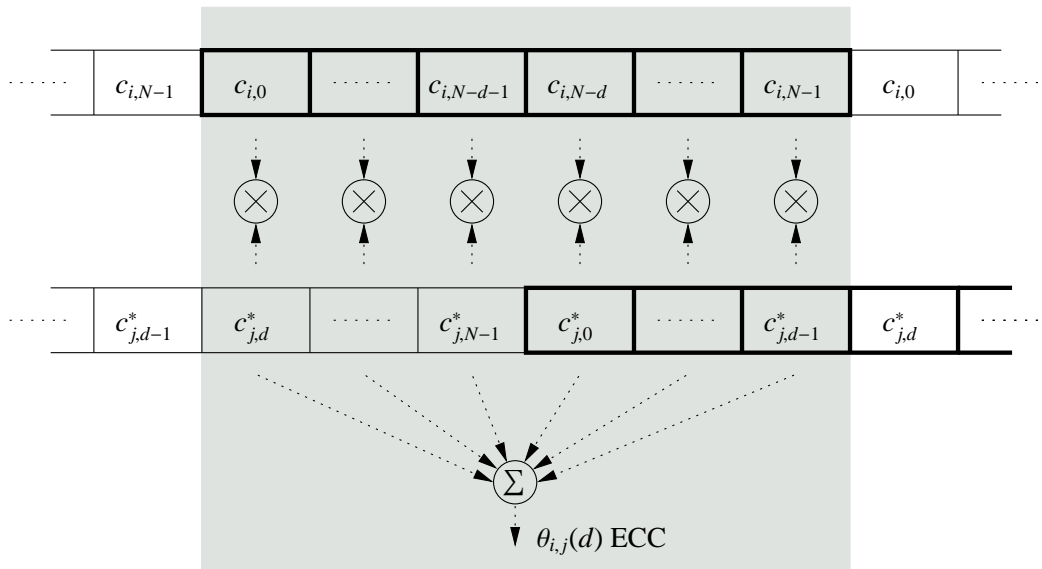 ........ c_{i,N−1} c_{i,0} ........ c_{i,N−d−1} c_{i,N−d} ........ c_{i,N−1} c_{i,0} ........
× × × × × ×
........ c*_{j,d−1} c*_{j,d} ........ c*_{j,N−1} c*_{j,0} ........ c*_{j,d−1} c*_{j,d} ........
Σ
θ_{i,j}(d) ECC